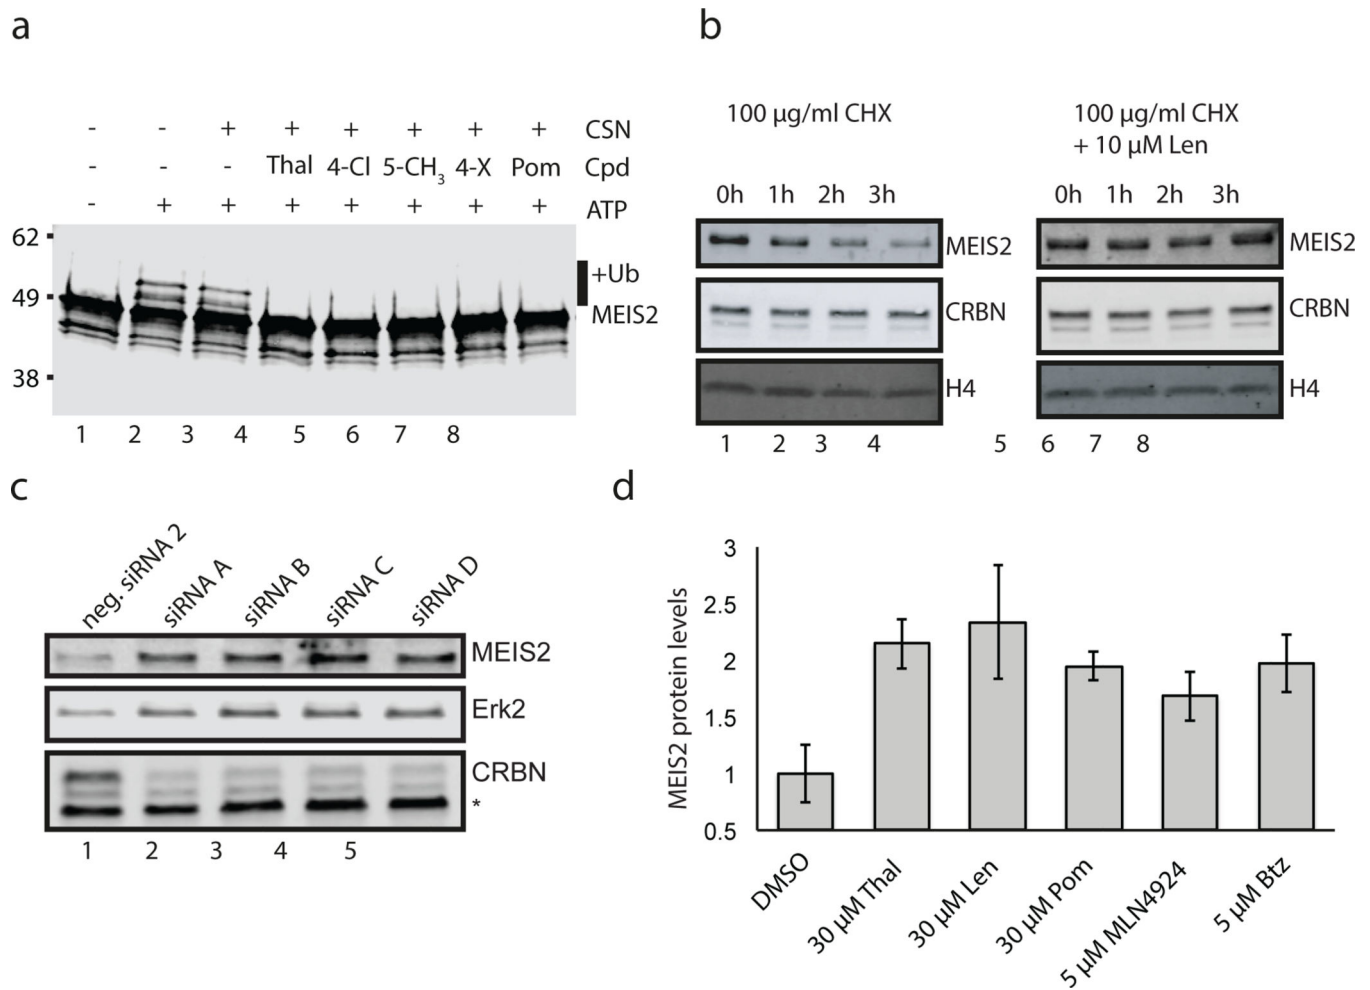 a
- - + + + + + + CSN
- - - Thal 4-Cl 5-CH3 4-X Pom Cpd
- + + + + + + + ATP
62
49
38
+Ub
MEIS2
1 2 3 4 5 6 7 8
b
100 µg/ml CHX
0h 1h 2h 3h
MEIS2
CRBN
H4
1 2 3 4
100 µg/ml CHX
+ 10 µM Len
0h 1h 2h 3h
MEIS2
CRBN
H4
5 6 7 8
c
neg. siRNA 2
siRNA A
siRNA B
siRNA C
siRNA D
MEIS2
Erk2
CRBN
*
1 2 3 4 5
d
MEIS2 protein levels
3
2.5
2
1.5
1
0.5
DMSO
30 µM Thal
30 µM Len
30 µM Pom
5 µM MLN4924
5 µM Btz